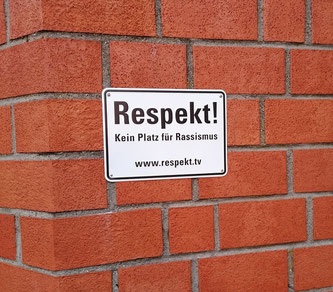 Respekt!
Kein Platz für Rassismus
www.respekt.tv